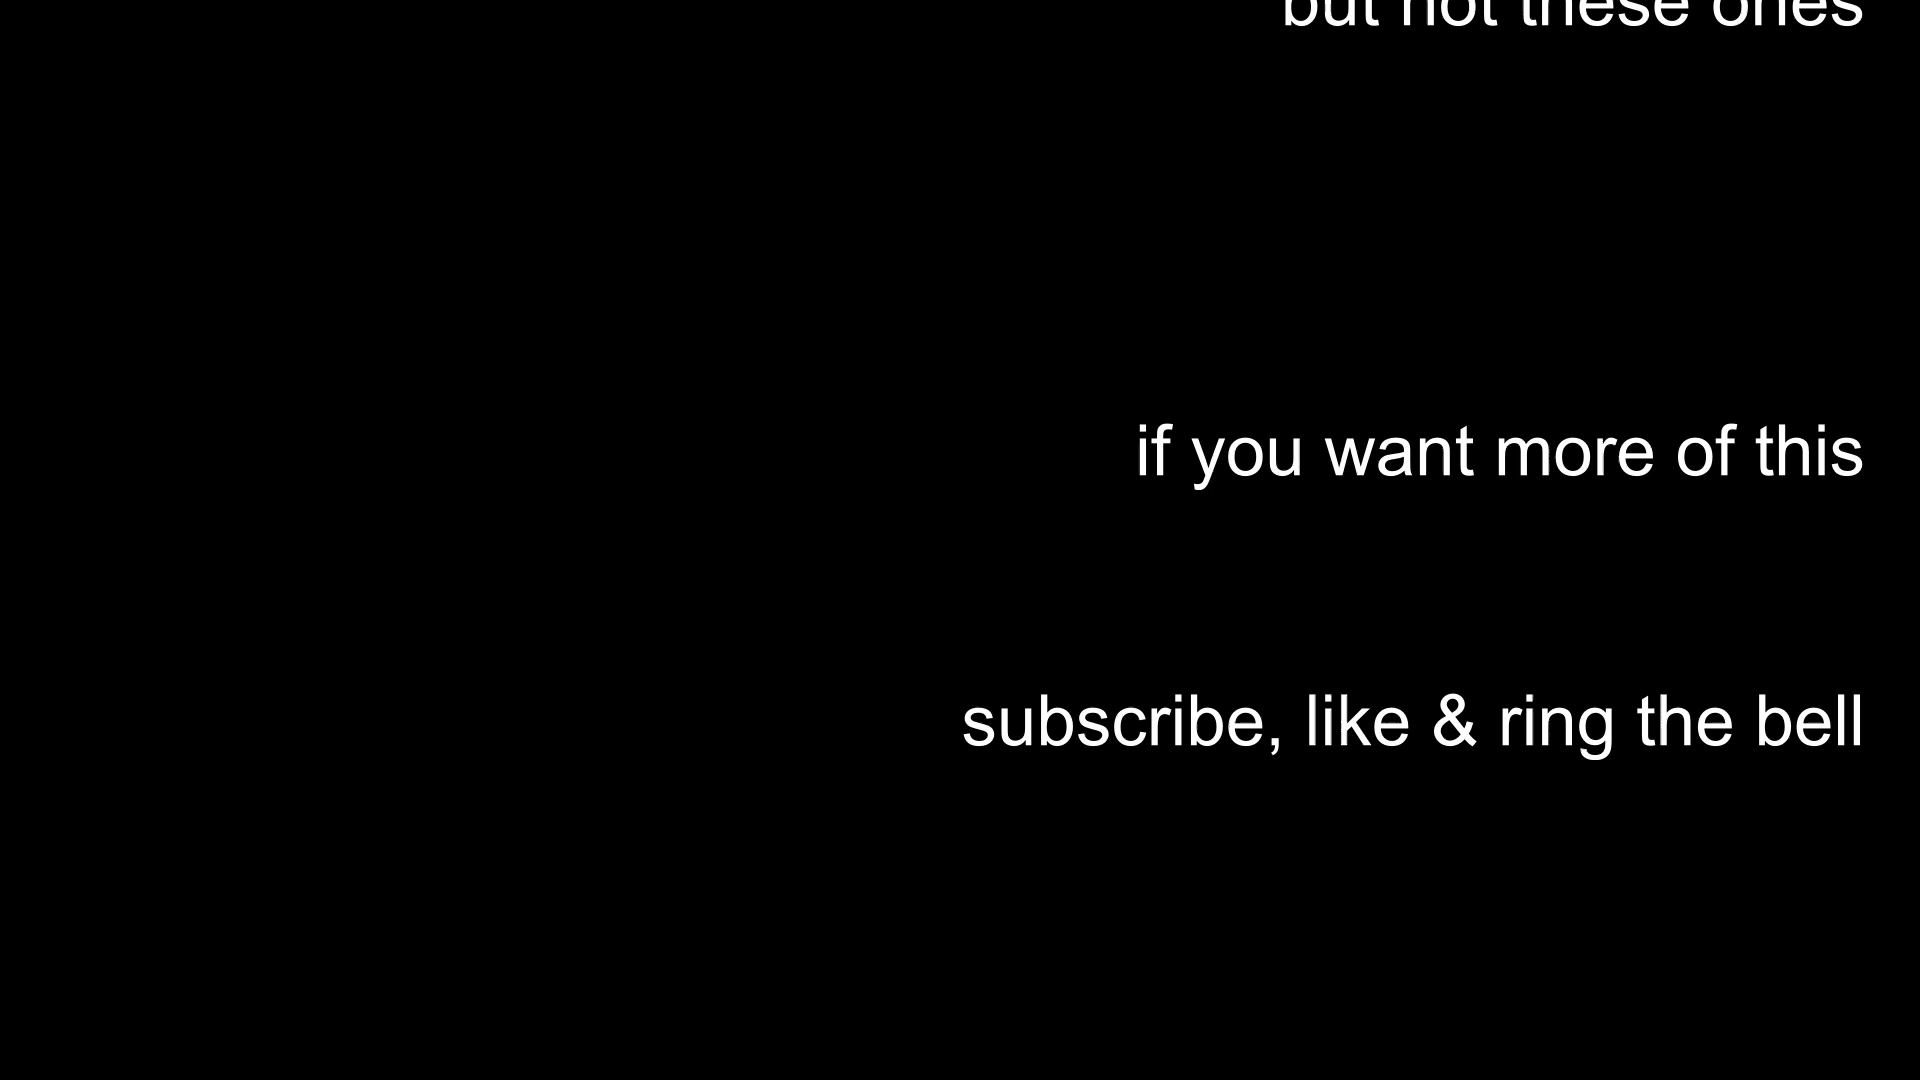 but not these ones
if you want more of this
subscribe, like & ring the bell